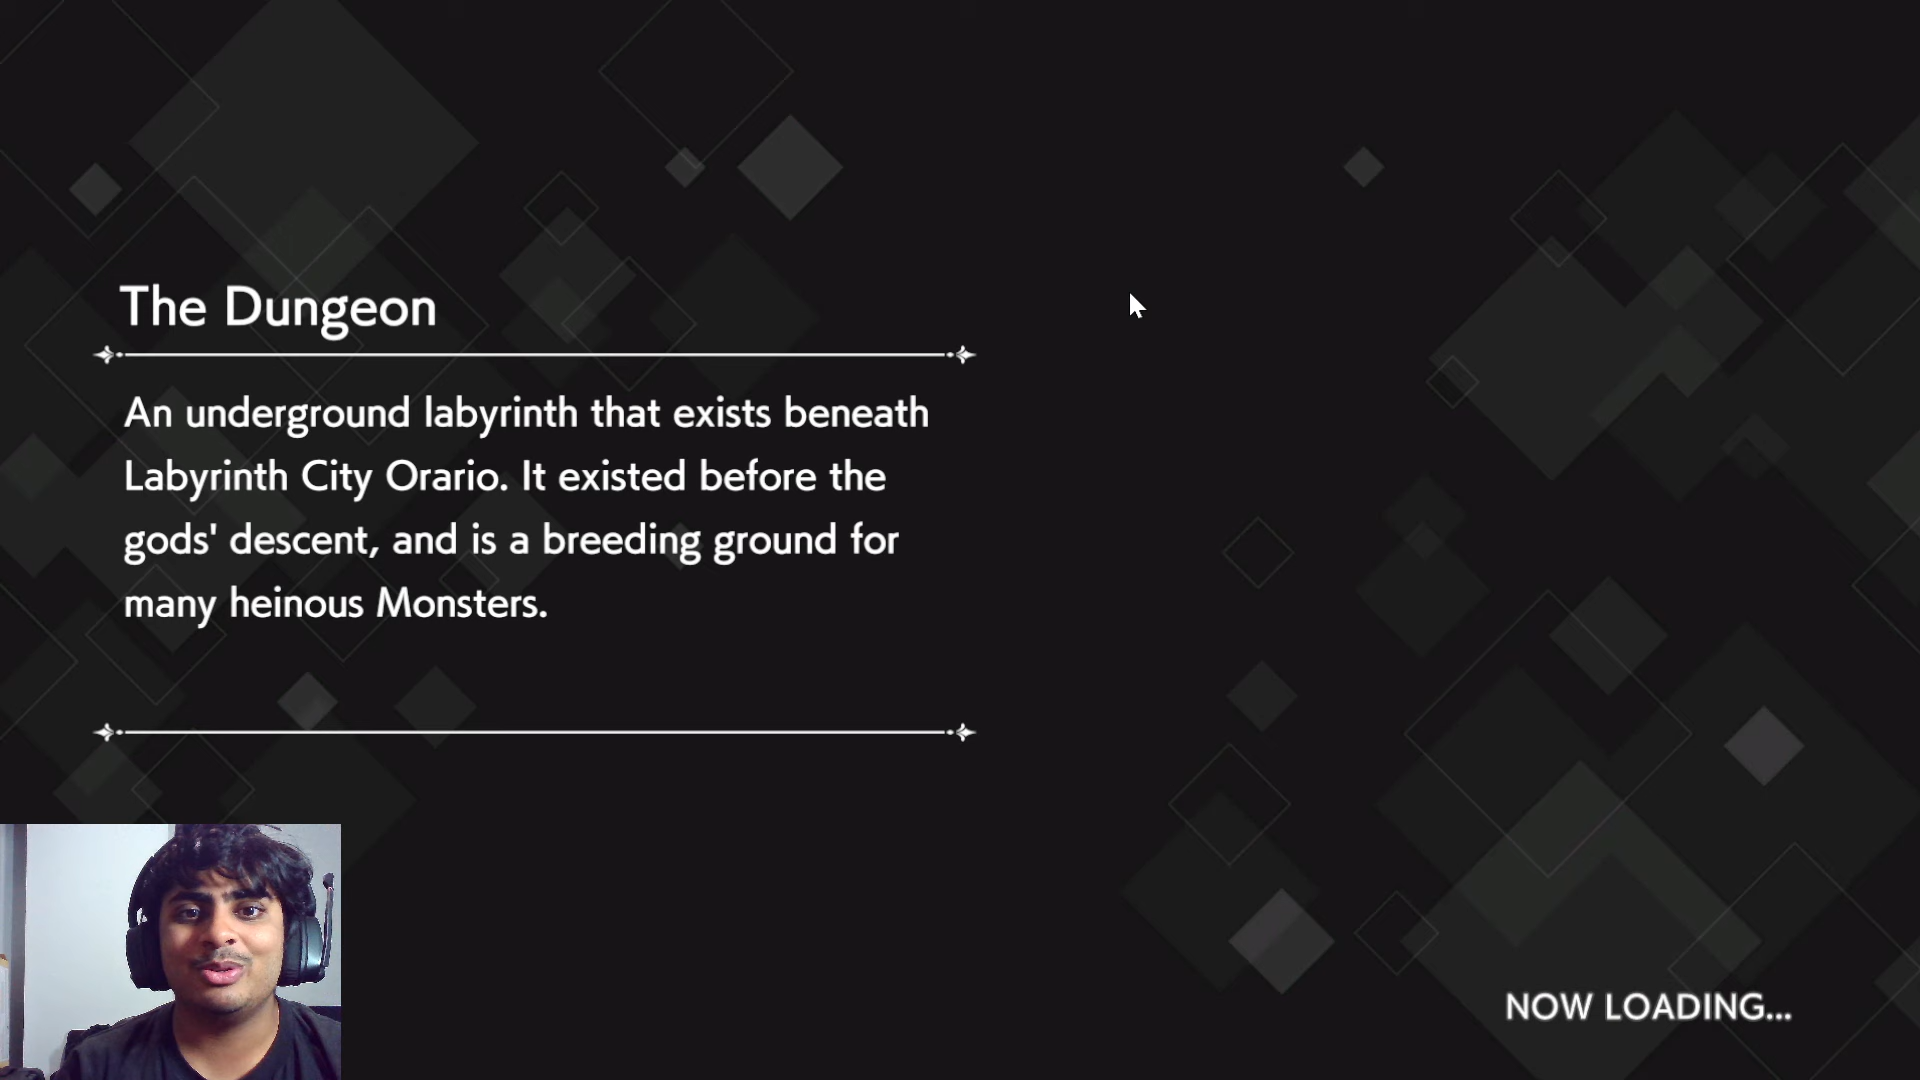 The Dungeon
An underground labyrinth that exists beneath
Labyrinth City Orario. It existed before the
gods' descent, and is a breeding ground for
many heinous Monsters.
NOW LOADING...